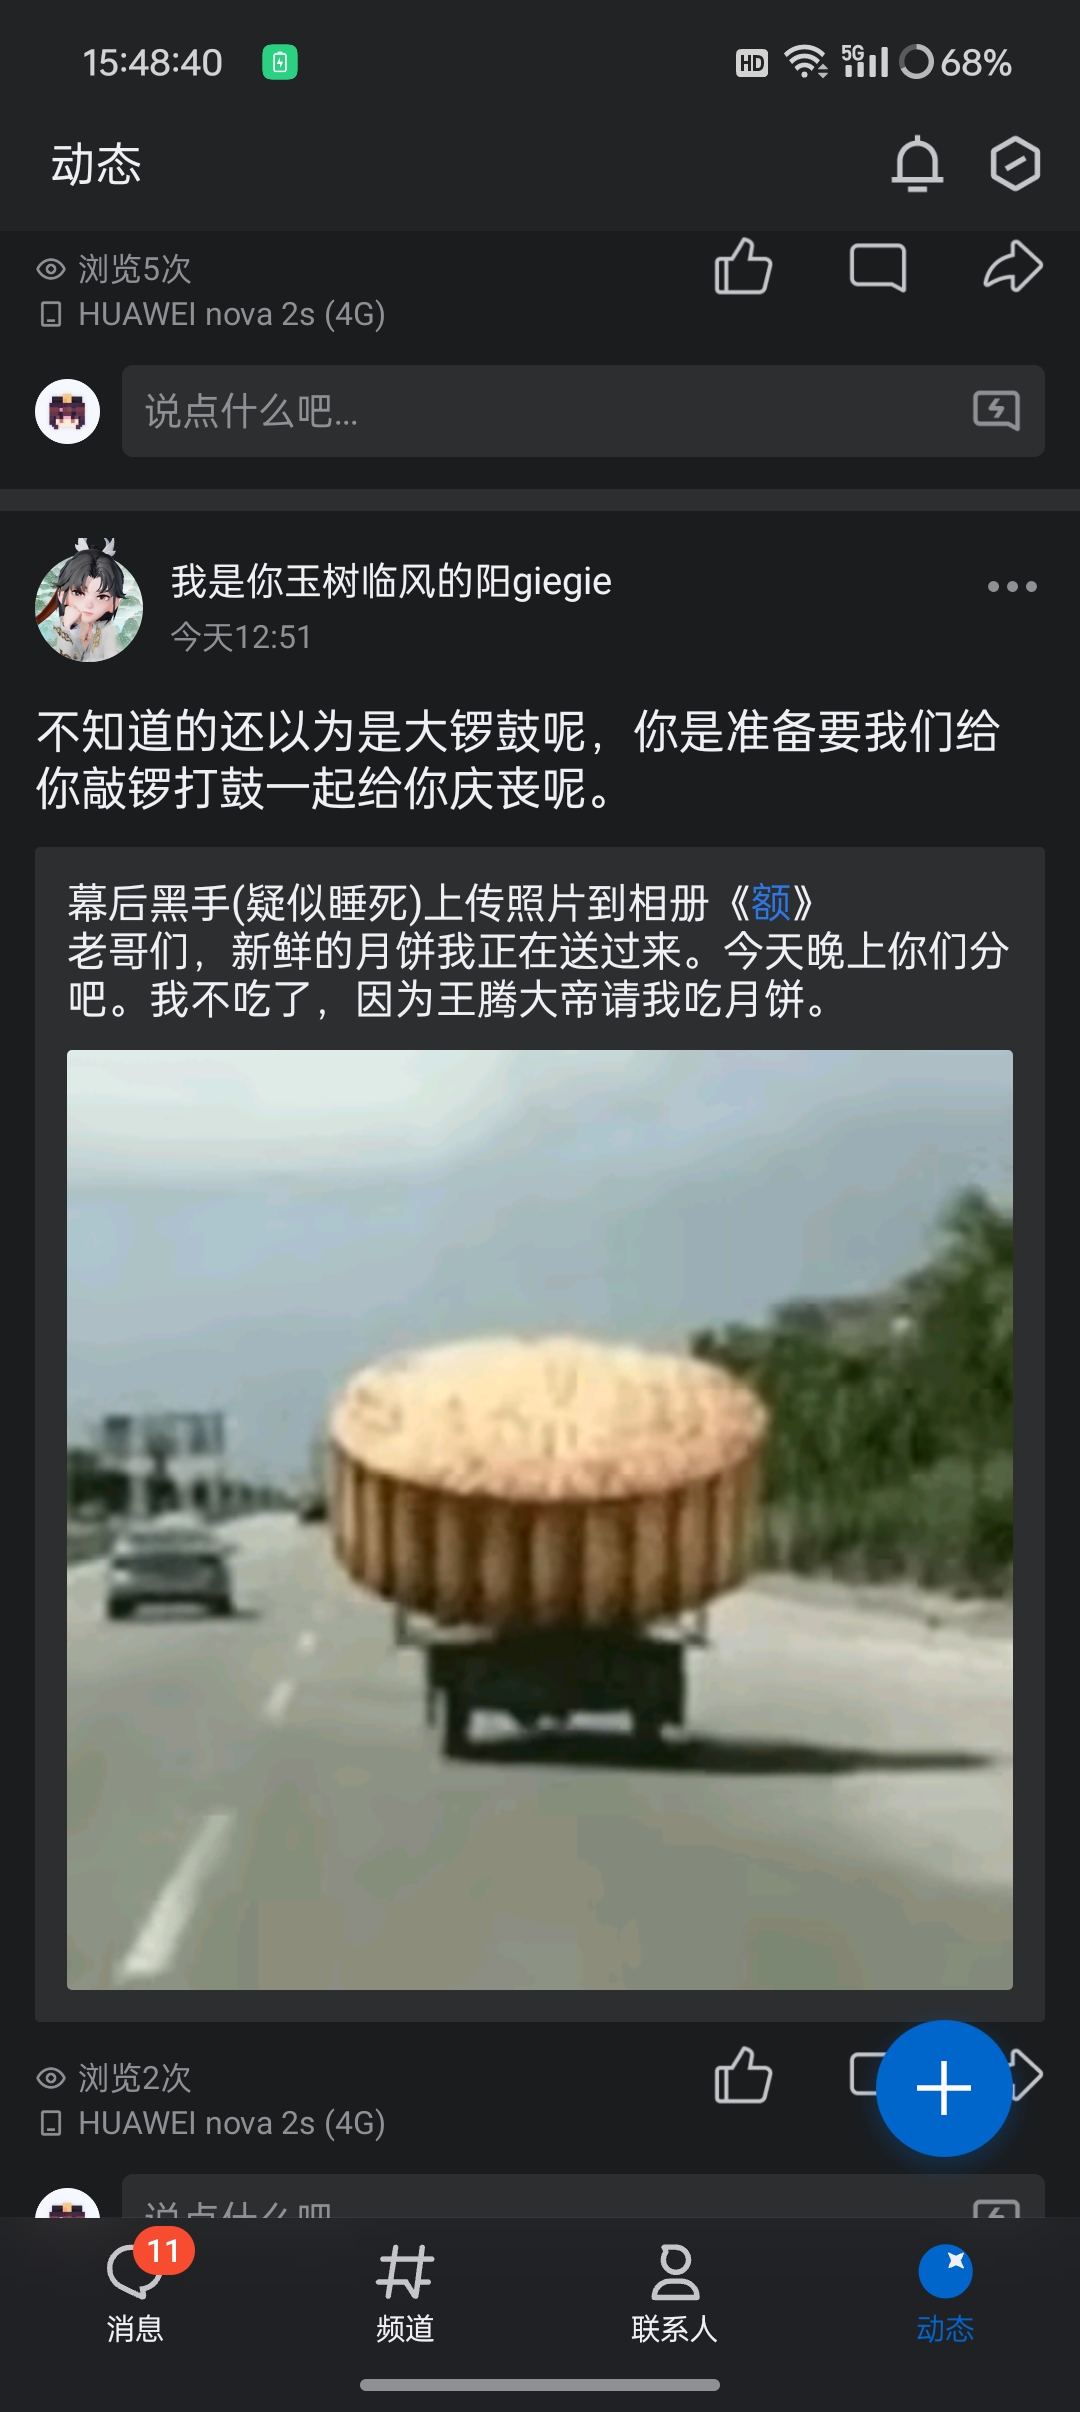 15:48:40
HD
5G
68%
动态
浏览5次
HUAWEI nova 2s (4G)
说点什么吧...
我是你玉树临风的阳giegie
今天12:51
不知道的还以为是大锣鼓呢，你是准备要我们给
你敲锣打鼓一起给你庆丧呢。
幕后黑手(疑似睡死)上传照片到相册《额》
老哥们，新鲜的月饼我正在送过来。今天晚上你们分
吧。我不吃了，因为王腾大帝请我吃月饼。
浏览2次
HUAWEI nova 2s (4G)
说点什么吧
11
消息
频道
联系人
动态